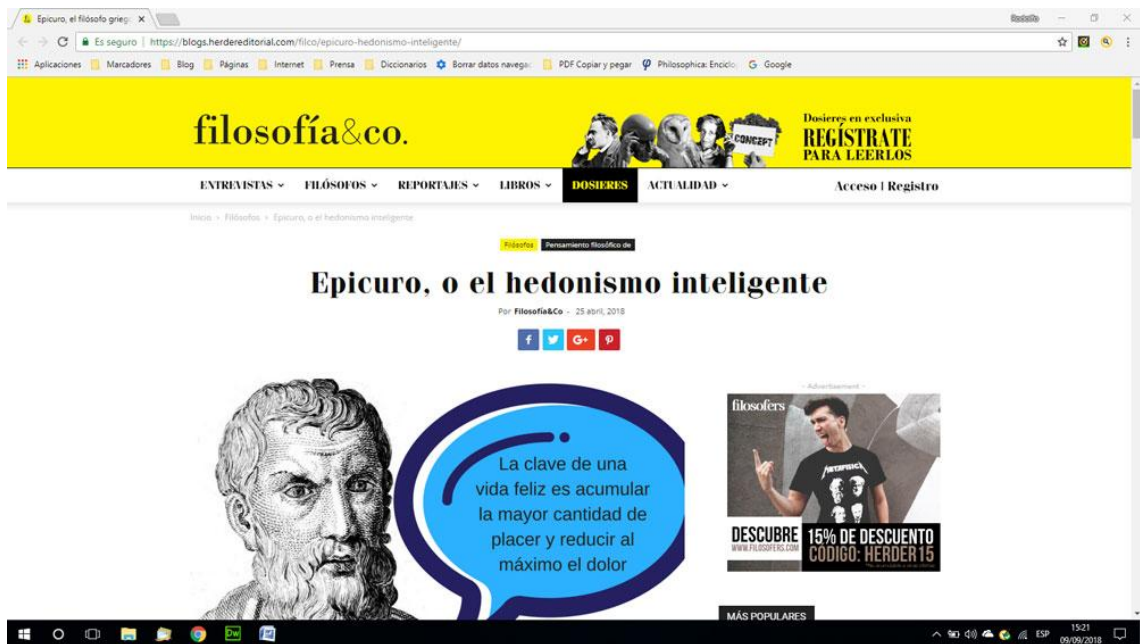 Epicuro, el filósofo grieg
Rodolfo
Es seguro | https://blogs.herdereditorial.com/filco/epicuro-hedonismo-inteligente/
Aplicaciones Marcadores Blog Páginas Internet Prensa Diccionarios Borrar datos navegac PDF Copiar y pegar Philosophica: Enciclo G Google
filosofía&co.
CONCEPT
Dosieres en exclusiva
REGÍSTRATE
PARA LEERLOS
ENTREVISTAS FILÓSOFOS REPORTAJES LIBROS DOSIERES ACTUALIDAD Acceso | Registro
Inicio > Filósofos > Epicuro, o el hedonismo inteligente
Filósofos Pensamiento filosófico de
Epicuro, o el hedonismo inteligente
Por Filosofía&Co - 25 abril, 2018
f G+
- Advertisement -
filosofers
METAFISICA
La clave de una
vida feliz es acumular
la mayor cantidad de
placer y reducir al
máximo el dolor
DESCUBRE
WWW.FILOSOFERS.COM
15% DE DESCUENTO
CÓDIGO: HERDER15
MÁS POPULARES
Dw
ESP
15:21
09/09/2018